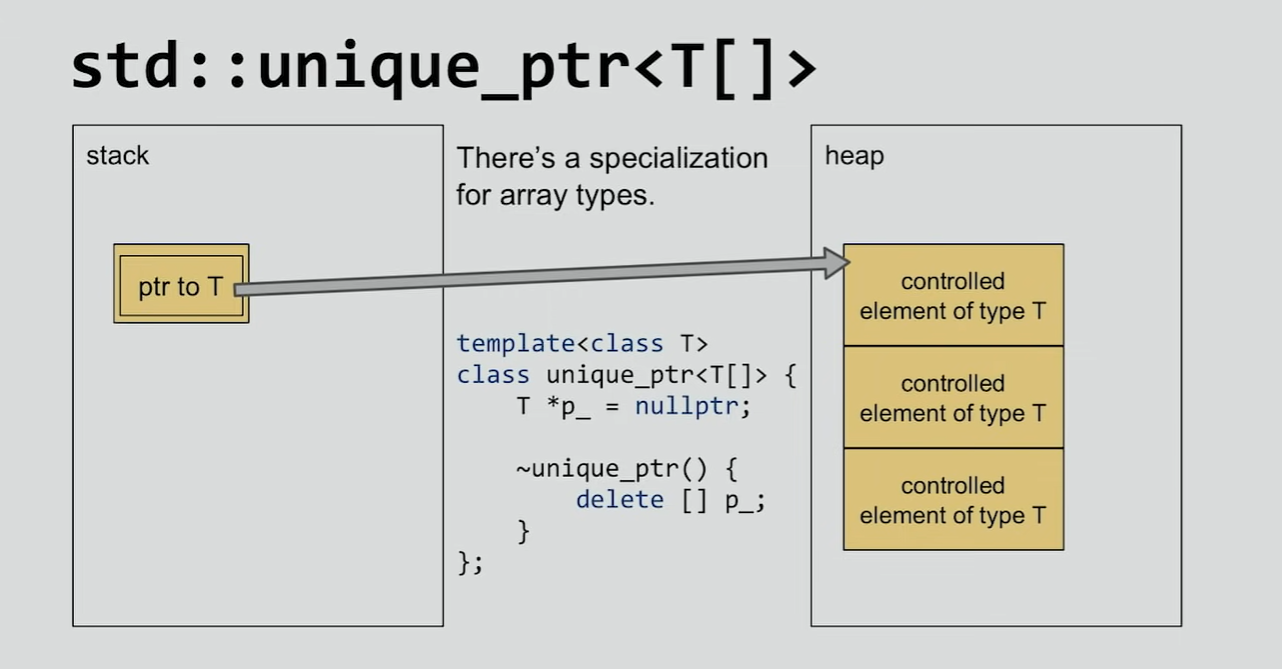 std::unique_ptr<T[]>
stack
ptr to T
There's a specialization
for array types.
template<class T>
class unique_ptr<T[]> {
    T *p_ = nullptr;
    ~unique_ptr() {
        delete [] p_;
    }
};
heap
controlled
element of type T
controlled
element of type T
controlled
element of type T